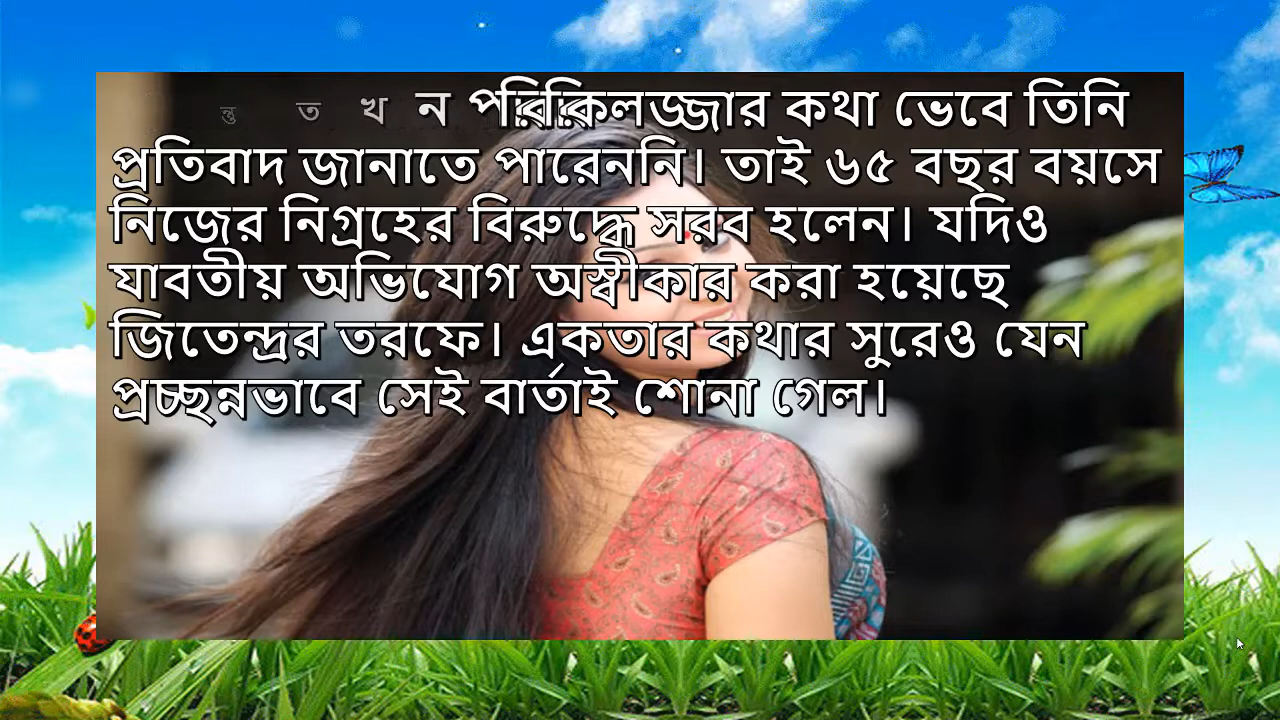 ন্তু ত খ ন লজ্জার কথা ভেবে তিনি
প্রতিবাদ জানাতে পারেননি। তাই ৬৫ বছর বয়সে
নিজের নিগ্রহের বিরুদ্ধে সরব হলেন। যদিও
যাবতীয় অভিযোগ অস্বীকার করা হয়েছে
জিতেন্দ্রর তরফে। একতার কথার সুরেও যেন
প্রচ্ছন্নভাবে সেই বার্তাই শোনা গেল।